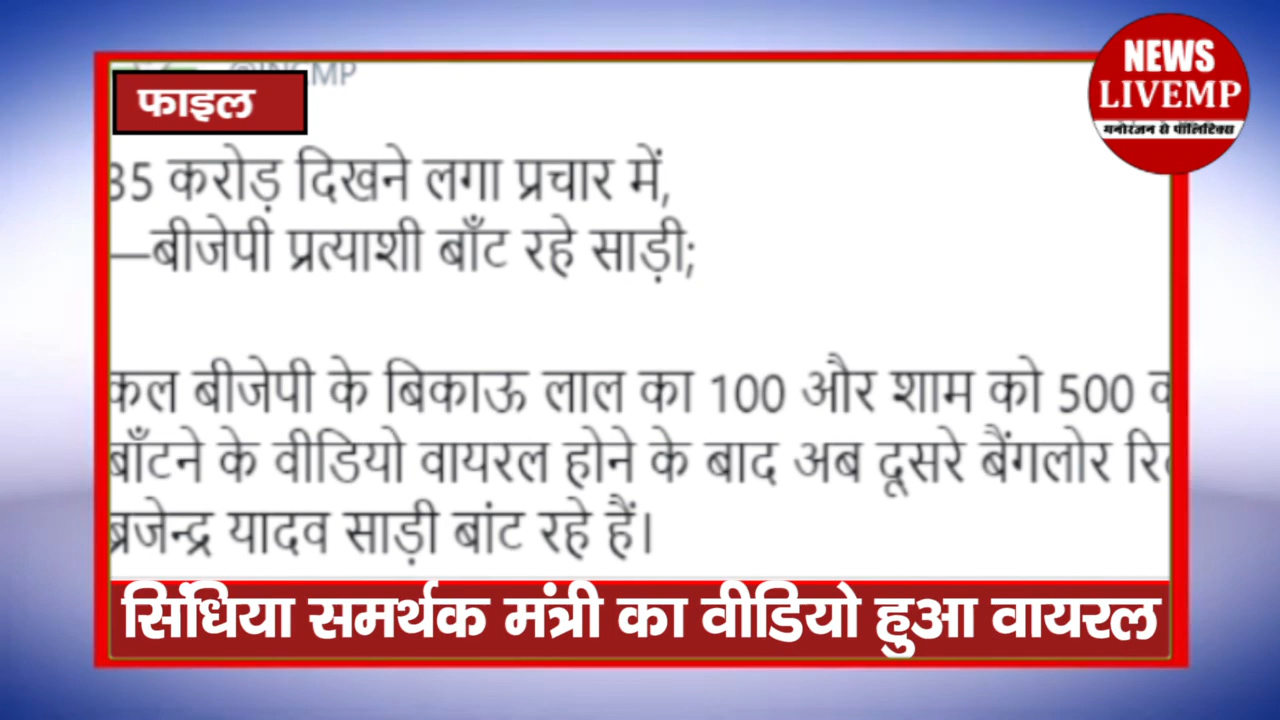 NEWS
LIVEMP
मनोरंजन से पॉलिटिक्स
फाइल
35 करोड़ दिखने लगा प्रचार में,
—बीजेपी प्रत्याशी बाँट रहे साड़ी;
कल बीजेपी के बिकाऊ लाल का 100 और शाम को 500
बाँटने के वीडियो वायरल होने के बाद अब दूसरे बैंगलोर
ब्रजेन्द्र यादव साड़ी बांट रहे हैं।
सिंधिया समर्थक मंत्री का वीडियो हुआ वायरल